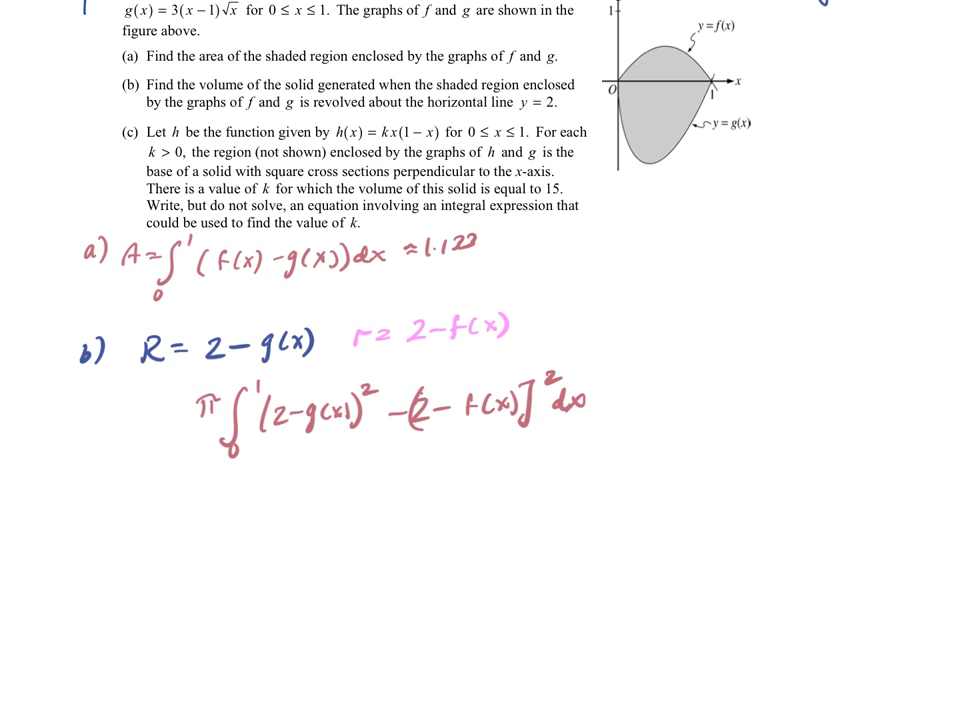 g(x) = 3(x − 1)√x for 0 ≤ x ≤ 1. The graphs of f and g are shown in the
figure above.
(a) Find the area of the shaded region enclosed by the graphs of f and g.
(b) Find the volume of the solid generated when the shaded region enclosed
by the graphs of f and g is revolved about the horizontal line y = 2.
(c) Let h be the function given by h(x) = kx(1 − x) for 0 ≤ x ≤ 1. For each
k > 0, the region (not shown) enclosed by the graphs of h and g is the
base of a solid with square cross sections perpendicular to the x-axis.
There is a value of k for which the volume of this solid is equal to 15.
Write, but do not solve, an equation involving an integral expression that
could be used to find the value of k.
1
y = f(x)
O
1
x
y = g(x)
a) A = ∫₀¹ (f(x) - g(x)) dx ≈ 1.133
b) R = 2 - g(x) r = 2 - f(x)
π ∫₀¹ (2 - g(x))² - (2 - f(x)]² dx